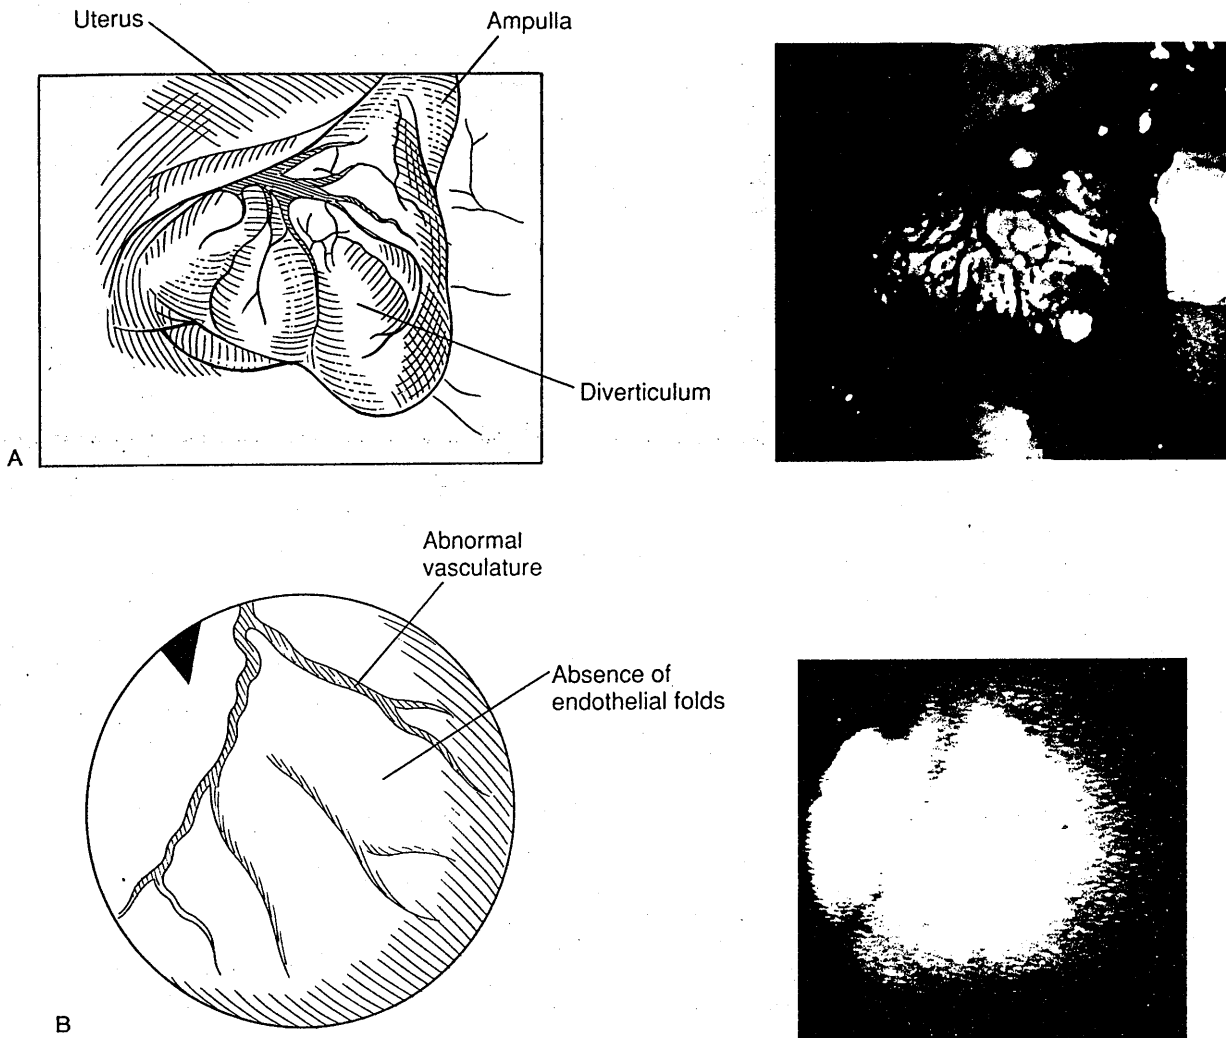 Uterus
Ampulla
Diverticulum
A
Abnormal
vasculature
Absence of
endothelial folds
B